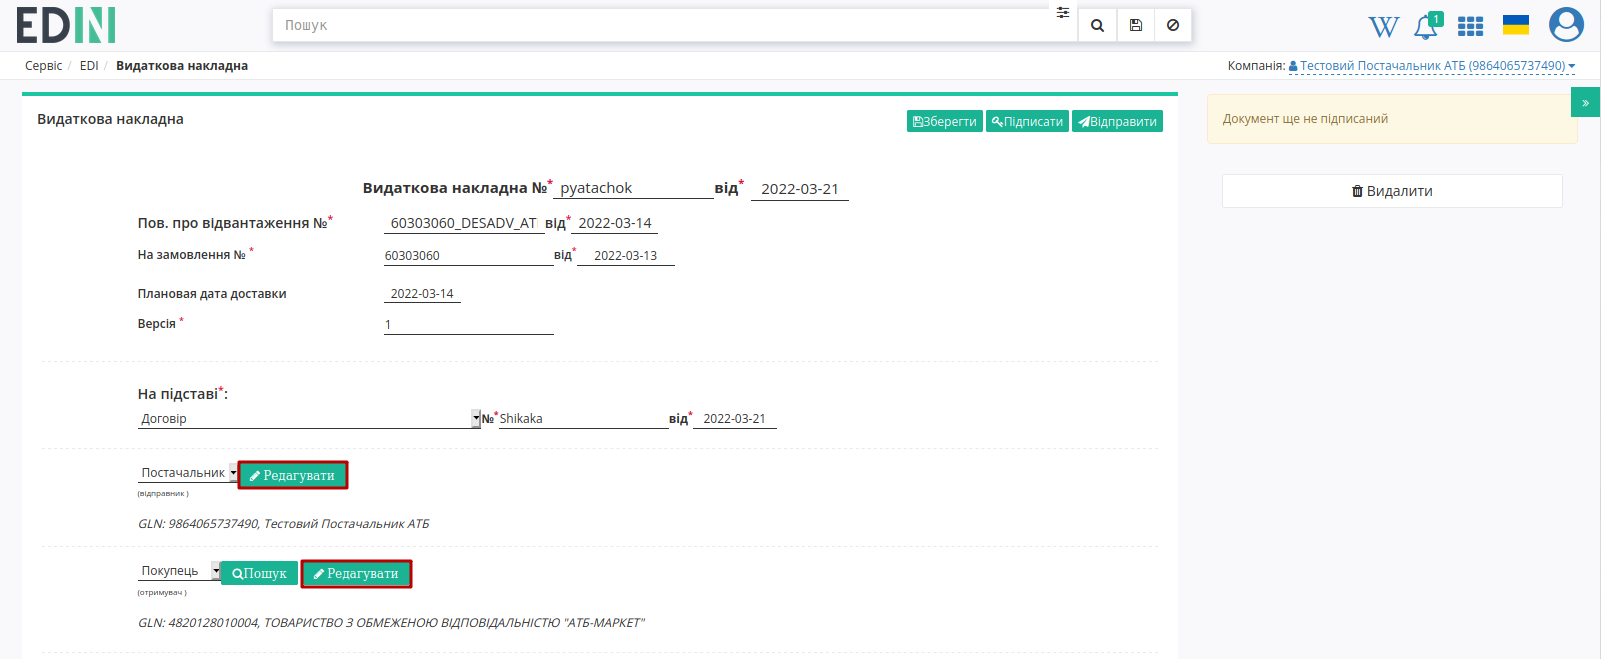 EDIN
Пошук
1
Сервіс / EDI / Видаткова накладна
Компанія: Тестовий Постачальник АТБ (9864065737490)
»
Видаткова накладна
Зберегти Підписати Відправити
Документ ще не підписаний
Видалити
Видаткова накладна №* pyatachok від* 2022-03-21
Пов. про відвантаження №* 60303060_DESADV_AT від* 2022-03-14
На замовлення № * 60303060 від* 2022-03-13
Плановая дата доставки 2022-03-14
Версія * 1
На підставі*:
Договір №* Shikaka від* 2022-03-21
Постачальник Редагувати
(відправник )
GLN: 9864065737490, Тестовий Постачальник АТБ
Покупець Пошук Редагувати
(отримувач )
GLN: 4820128010004, ТОВАРИСТВО З ОБМЕЖЕНОЮ ВІДПОВІДАЛЬНІСТЮ "АТБ-МАРКЕТ"